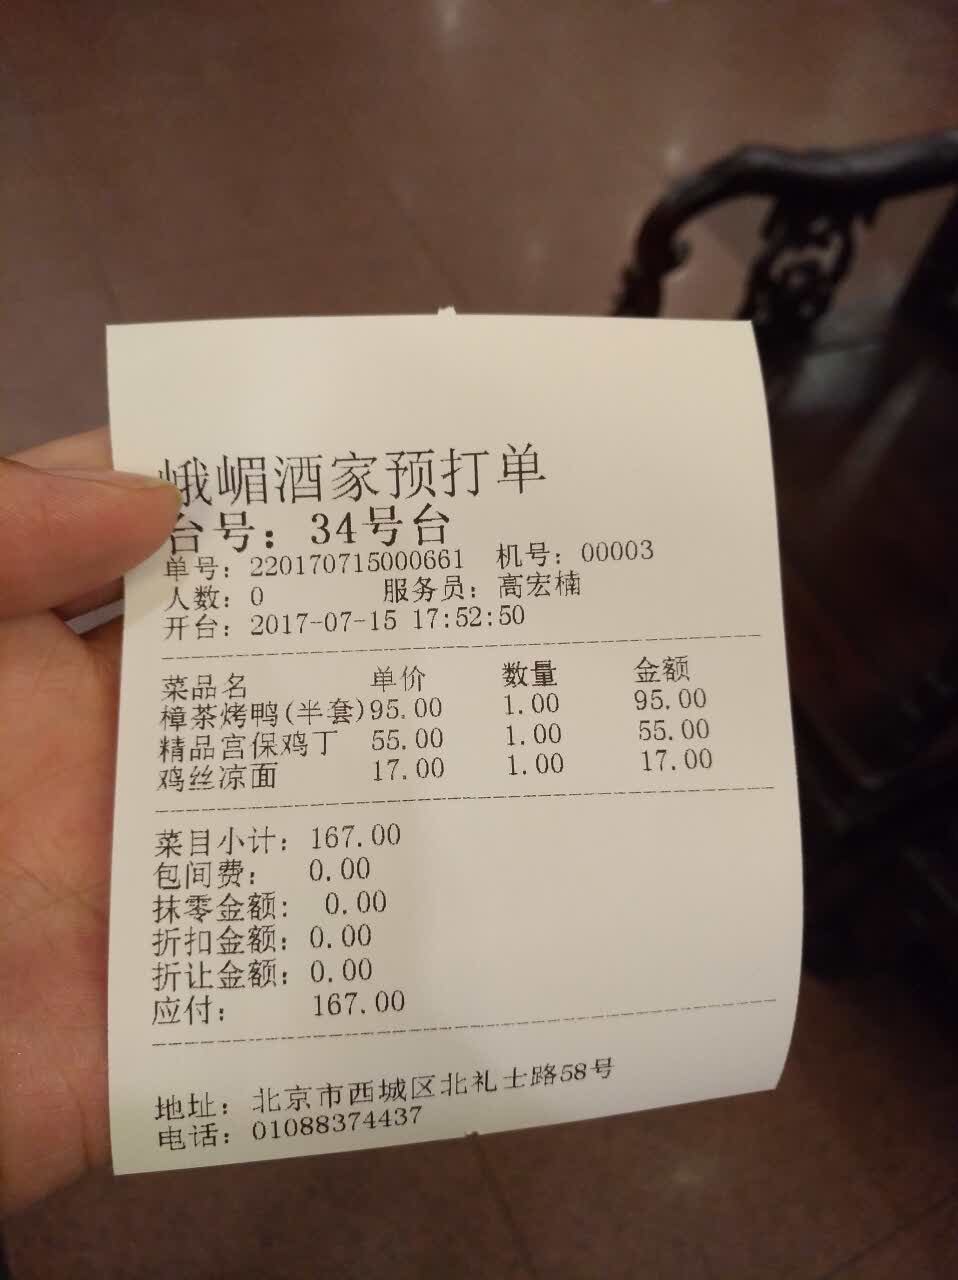 峨嵋酒家预打单
台号：34号台
单号：220170715000661 机号：00003
人数：0 服务员：高宏楠
开台：2017-07-15 17:52:50
菜品名 单价 数量 金额
樟茶烤鸭(半套)95.00 1.00 95.00
精品宫保鸡丁 55.00 1.00 55.00
鸡丝凉面 17.00 1.00 17.00
菜目小计：167.00
包间费： 0.00
抹零金额： 0.00
折扣金额：0.00
折让金额：0.00
应付： 167.00
地址：北京市西城区北礼士路58号
电话：01088374437